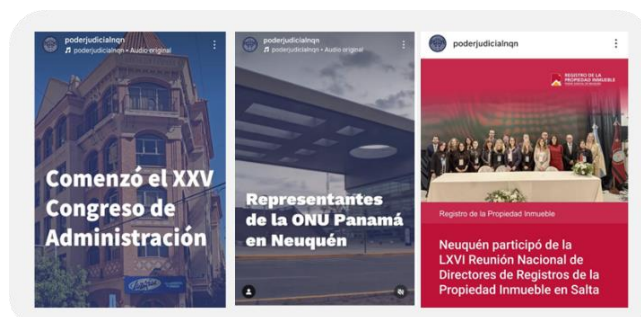 poderjudicialnqn
poderjudicialnqn • Audio original
Comenzó el XXV
Congreso de
Administración
poderjudicialnqn
poderjudicialnqn • Audio original
Representantes
de la ONU Panamá
en Neuquén
poderjudicialnqn
REGISTRO DE LA
PROPIEDAD INMUEBLE
Registro de la Propiedad Inmueble
Neuquén participó de la
LXVI Reunión Nacional de
Directores de Registros de la
Propiedad Inmueble en Salta